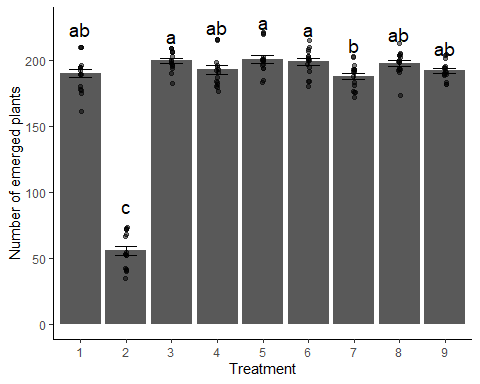 Number of emerged plants
200
150
100
50
0
ab
c
a
ab
a
ab
b
ab
ab
1 2 3 4 5 6 7 8 9
Treatment